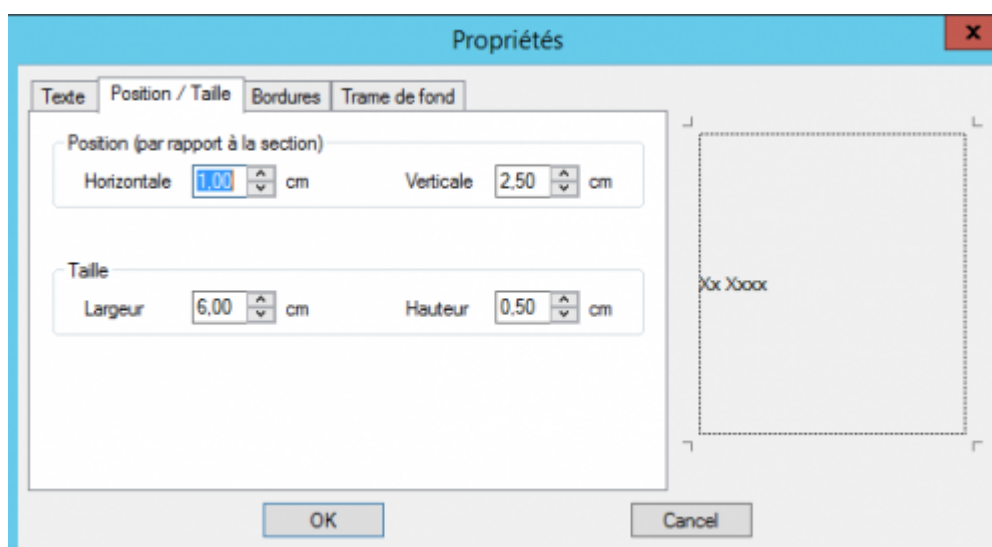 Propriétés
x
Texte Position / Taille Bordures Trame de fond
Position (par rapport à la section)
Horizontale 1,00 cm Verticale 2,50 cm
Taille
Largeur 6,00 cm Hauteur 0,50 cm
Xx Xxxx
OK Cancel